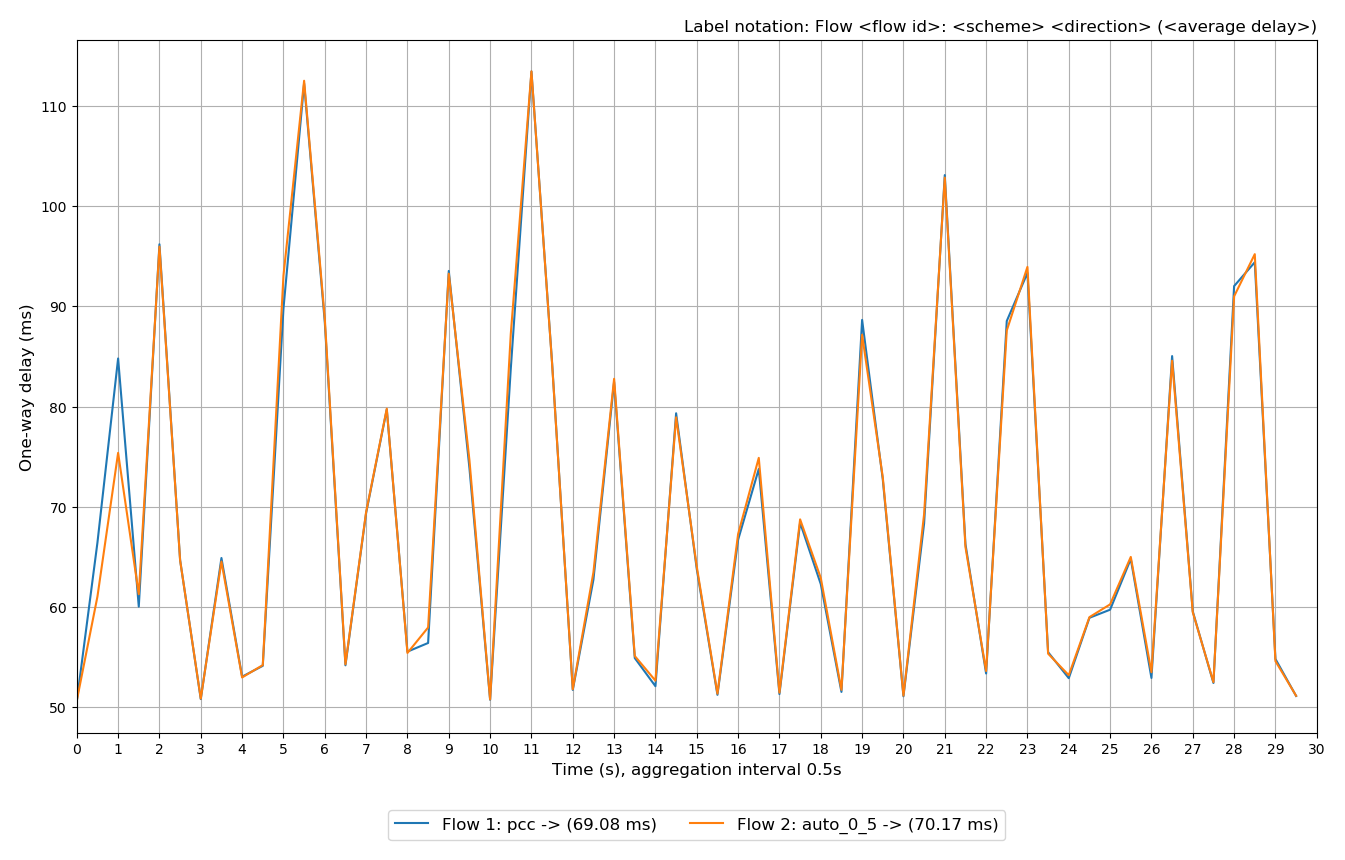 Label notation: Flow <flow id>: <scheme> <direction> (<average delay>)
110
100
90
80
70
60
50
One-way delay (ms)
0 1 2 3 4 5 6 7 8 9 10 11 12 13 14 15 16 17 18 19 20 21 22 23 24 25 26 27 28 29 30
Time (s), aggregation interval 0.5s
Flow 1: pcc -> (69.08 ms) Flow 2: auto_0_5 -> (70.17 ms)